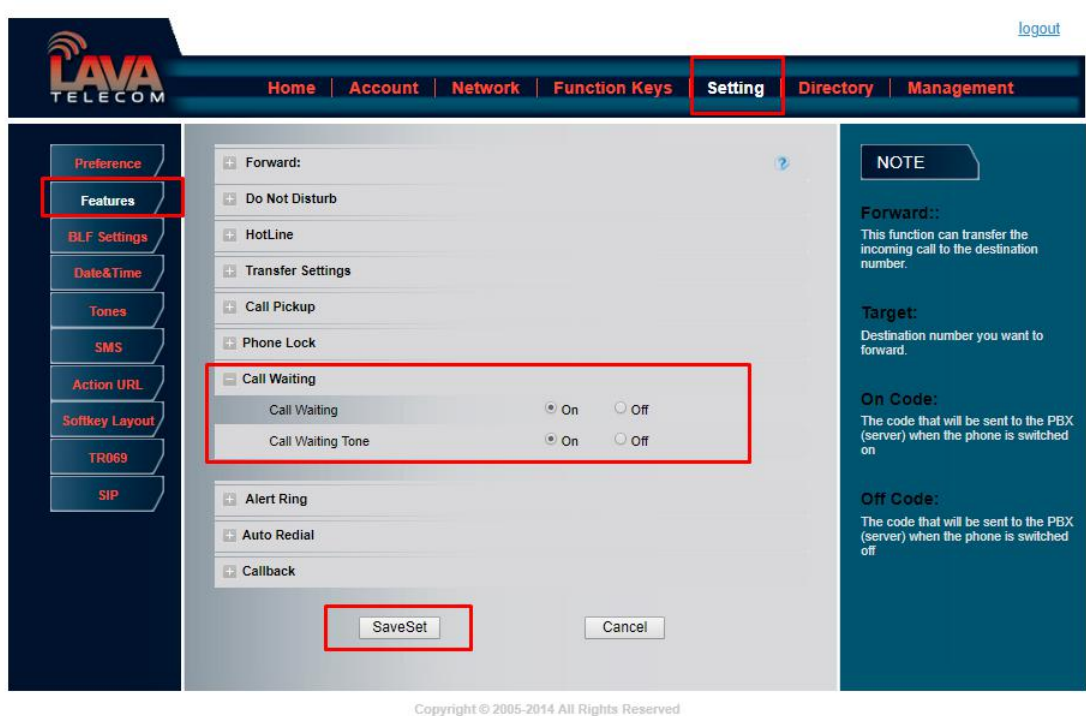 logout
LAVA
TELECOM
Home Account Network Function Keys Setting Directory Management
Preference
Features
BLF Settings
Date&Time
Tones
SMS
Action URL
Softkey Layout
TR069
SIP
Forward:
Do Not Disturb
HotLine
Transfer Settings
Call Pickup
Phone Lock
Call Waiting
Call Waiting On Off
Call Waiting Tone On Off
Alert Ring
Auto Redial
Callback
SaveSet Cancel
NOTE
Forward::
This function can transfer the
incoming call to the destination
number.
Target:
Destination number you want to
forward.
On Code:
The code that will be sent to the PBX
(server) when the phone is switched
on
Off Code:
The code that will be sent to the PBX
(server) when the phone is switched
off
Copyright © 2005-2014 All Rights Reserved